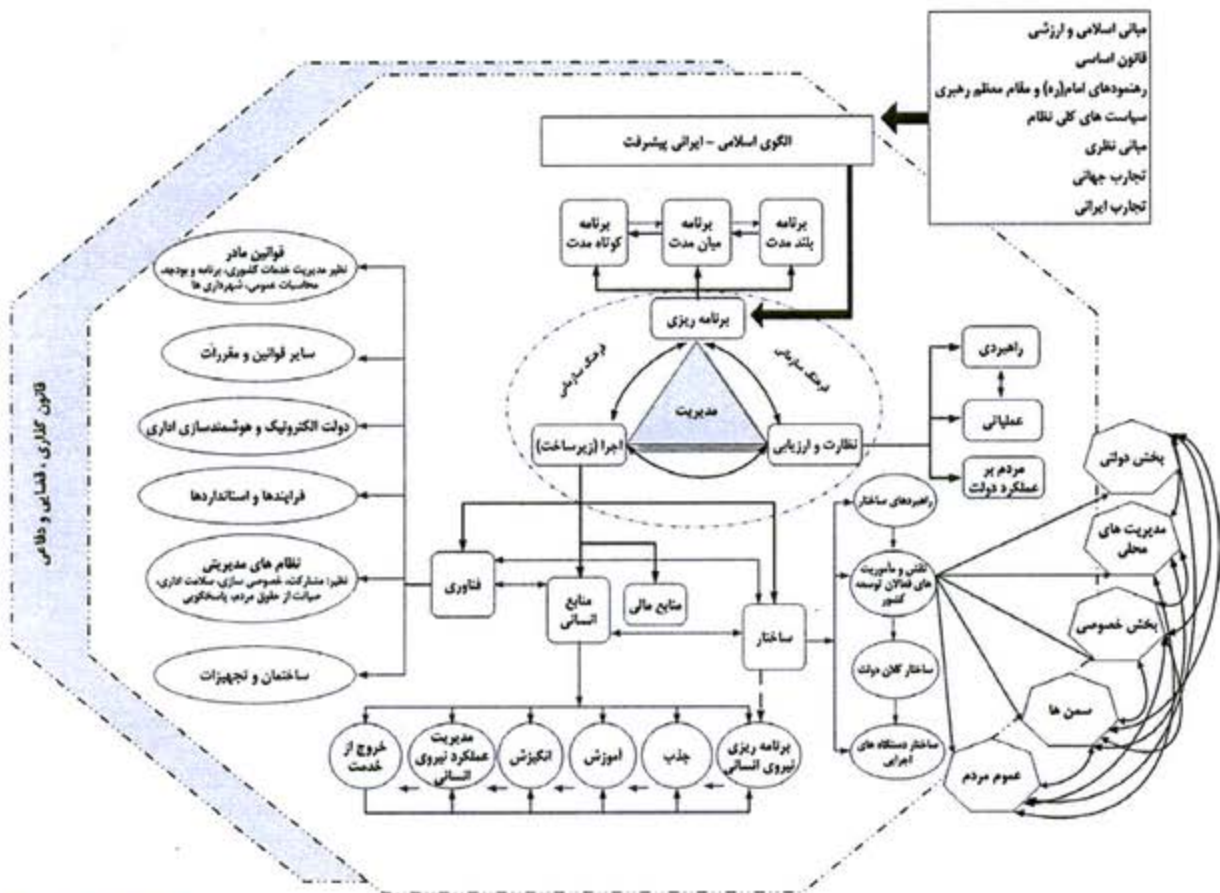 مبانی اسلامی و ارزشی
قانون اساسی
رهنمودهای امام(ره) و مقام معظم رهبری
سیاست های کلی نظام
مبانی نظری
تجارب جهانی
تجارب ایرانی
الگوی اسلامی - ایرانی پیشرفت
برنامه
بلند مدت
برنامه
میان مدت
برنامه
کوتاه مدت
برنامه ریزی
فرهنگ سازمانی
فرهنگ سازمانی
مدیریت
نظارت و ارزیابی
اجرا (زیرساخت)
راهبردی
عملیاتی
مردم بر
عملکرد دولت
قوانین مادر
نظیر مدیریت خدمات کشوری، برنامه و بودجه،
محاسبات عمومی، شهرداری ها
سایر قوانین و مقررات
دولت الکترونیک و هوشمندسازی اداری
فرایندها و استانداردها
نظام های مدیریتی
نظیر: مشارکت، خصوصی سازی، سلامت اداری،
صیانت از حقوق مردم، پاسخگویی
ساختمان و تجهیزات
قانون گذاری ، قضایی و دفاعی
فناوری
منابع
انسانی
منابع مالی
ساختار
راهبردهای ساختار
نقش و مأموریت
های فعالان توسعه
کشور
ساختار کلان دولت
ساختار دستگاه های
اجرایی
بخش دولتی
مدیریت های
محلی
بخش خصوصی
سمن ها
عموم مردم
برنامه ریزی
نیروی انسانی
جذب
آموزش
انگیزش
مدیریت
عملکرد نیروی
انسانی
خروج از
خدمت